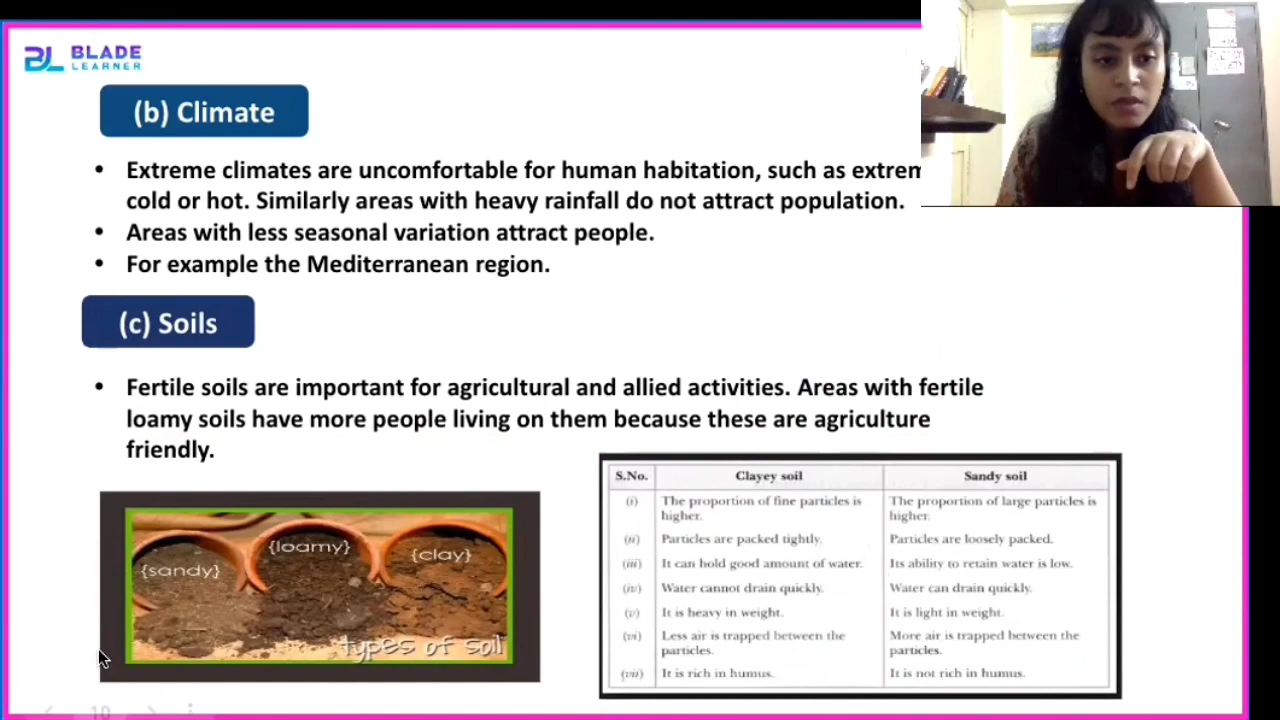 BLADE
LEARNER
(b) Climate
• Extreme climates are uncomfortable for human habitation, such as extrem
cold or hot. Similarly areas with heavy rainfall do not attract population.
• Areas with less seasonal variation attract people.
• For example the Mediterranean region.
(c) Soils
• Fertile soils are important for agricultural and allied activities. Areas with fertile
loamy soils have more people living on them because these are agriculture
friendly.
{sandy}
{loamy}
{clay}
types of soil
S.No. Clayey soil Sandy soil
(i) The proportion of fine particles is higher. The proportion of large particles is higher.
(ii) Particles are packed tightly. Particles are loosely packed.
(iii) It can hold good amount of water. Its ability to retain water is low.
(iv) Water cannot drain quickly. Water can drain quickly.
(v) It is heavy in weight. It is light in weight.
(vi) Less air is trapped between the particles. More air is trapped between the particles.
(vii) It is rich in humus. It is not rich in humus.
10